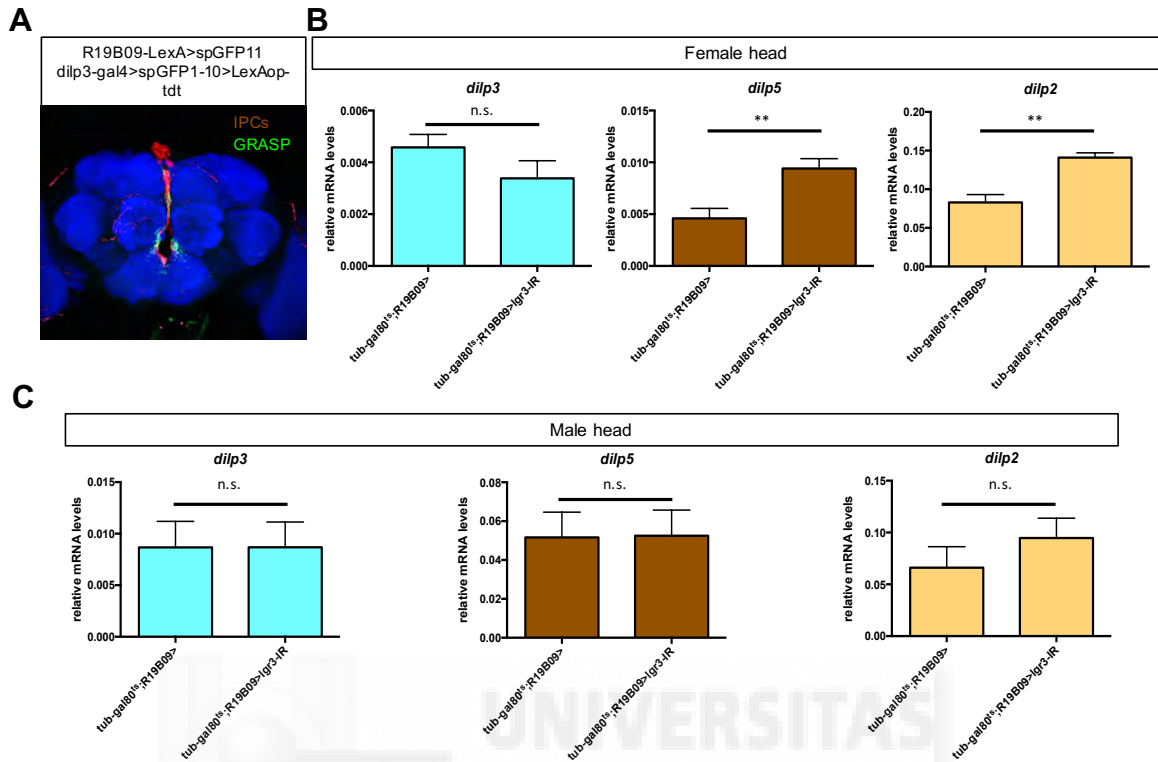 A
R19B09-LexA>spGFP11
dilp3-gal4>spGFP1-10>LexAop-
tdt
IPCs
GRASP
B
Female head
dilp3
n.s.
relative mRNA levels
0.006
0.004
0.002
0.000
tub-gal80ts;R19B09>
tub-gal80ts;R19B09>lgr3-IR
dilp5
**
relative mRNA levels
0.015
0.010
0.005
0.000
tub-gal80ts;R19B09>
tub-gal80ts;R19B09>lgr3-IR
dilp2
**
relative mRNA levels
0.20
0.15
0.10
0.05
0.00
tub-gal80ts;R19B09>
tub-gal80ts;R19B09>lgr3-IR
C
Male head
dilp3
n.s.
relative mRNA levels
0.015
0.010
0.005
0.000
tub-gal80ts;R19B09>
tub-gal80ts;R19B09>lgr3-IR
dilp5
n.s.
relative mRNA levels
0.08
0.06
0.04
0.02
0.00
tub-gal80ts;R19B09>
tub-gal80ts;R19B09>lgr3-IR
dilp2
n.s.
relative mRNA levels
0.15
0.10
0.05
0.00
tub-gal80ts;R19B09>
tub-gal80ts;R19B09>lgr3-IR
UNIVERSITAS